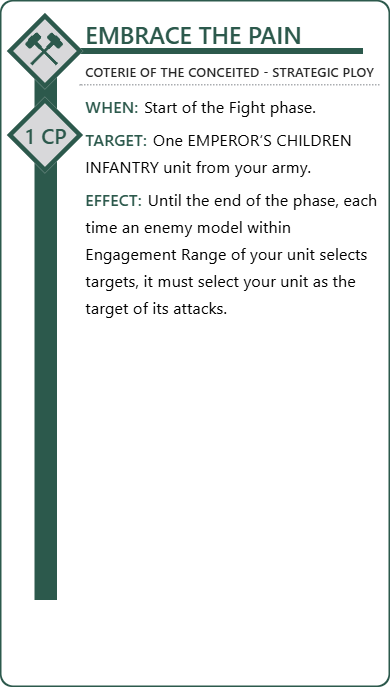 EMBRACE THE PAIN
COTERIE OF THE CONCEITED - STRATEGIC PLOY
WHEN: Start of the Fight phase.
1 CP
TARGET: One EMPEROR’S CHILDREN
INFANTRY unit from your army.
EFFECT: Until the end of the phase, each
time an enemy model within
Engagement Range of your unit selects
targets, it must select your unit as the
target of its attacks.